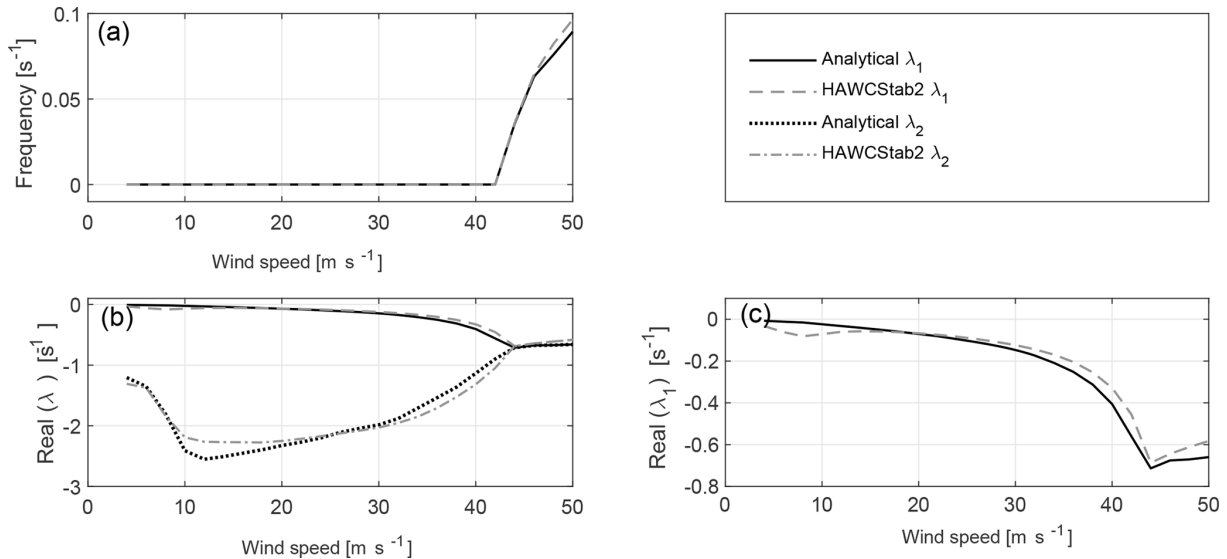 (a)
Frequency [s⁻¹]
0.1
0.05
0
0 10 20 30 40 50
Wind speed [m s ⁻¹]
Analytical λ₁
HAWCStab2 λ₁
Analytical λ₂
HAWCStab2 λ₂
(b)
Real (λ) [s̄¹]
0
-1
-2
-3
0 10 20 30 40 50
Wind speed [m s ⁻¹]
(c)
Real (λ₁) [s⁻¹]
0
-0.2
-0.4
-0.6
-0.8
0 10 20 30 40 50
Wind speed [m s ⁻¹]